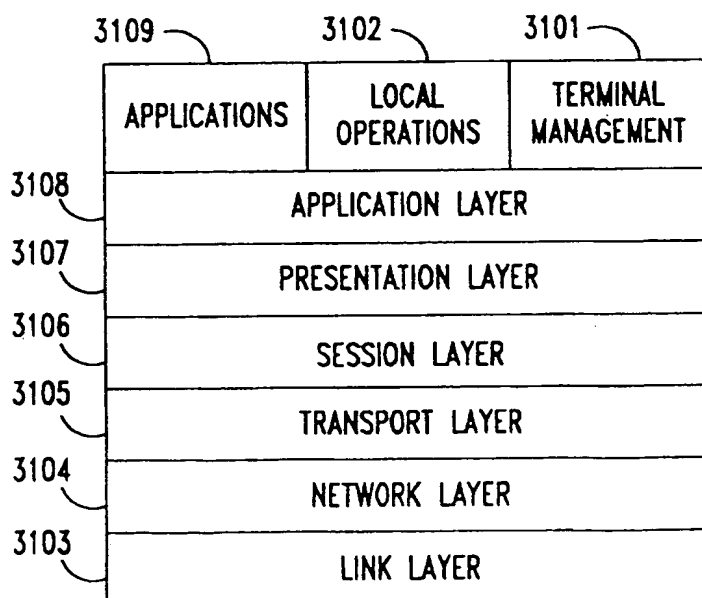 3109 3102 3101
APPLICATIONS
LOCAL
OPERATIONS
TERMINAL
MANAGEMENT
3108
APPLICATION LAYER
3107
PRESENTATION LAYER
3106
SESSION LAYER
3105
TRANSPORT LAYER
3104
NETWORK LAYER
3103
LINK LAYER